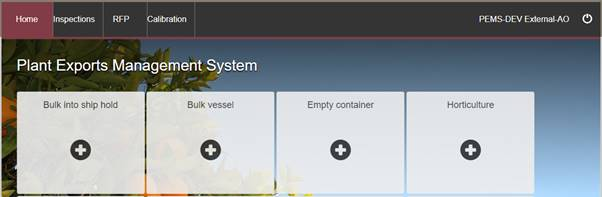 Home Inspections RFP Calibration PEMS-DEV External-AO
Plant Exports Management System
Bulk into ship hold Bulk vessel Empty container Horticulture